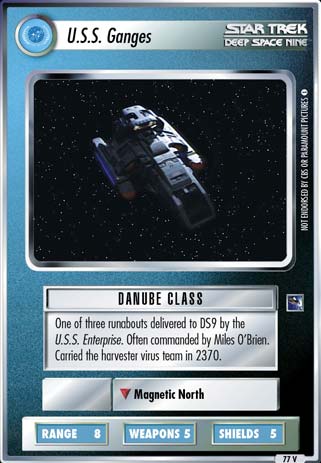 U.S.S. Ganges
STAR TREK
DEEP SPACE NINE
NOT ENDORSED BY CBS OR PARAMOUNT PICTURES
DANUBE CLASS
One of three runabouts delivered to DS9 by the
U.S.S. Enterprise. Often commanded by Miles O'Brien.
Carried the harvester virus team in 2370.
Magnetic North
RANGE 8
WEAPONS 5
SHIELDS 5
77 V